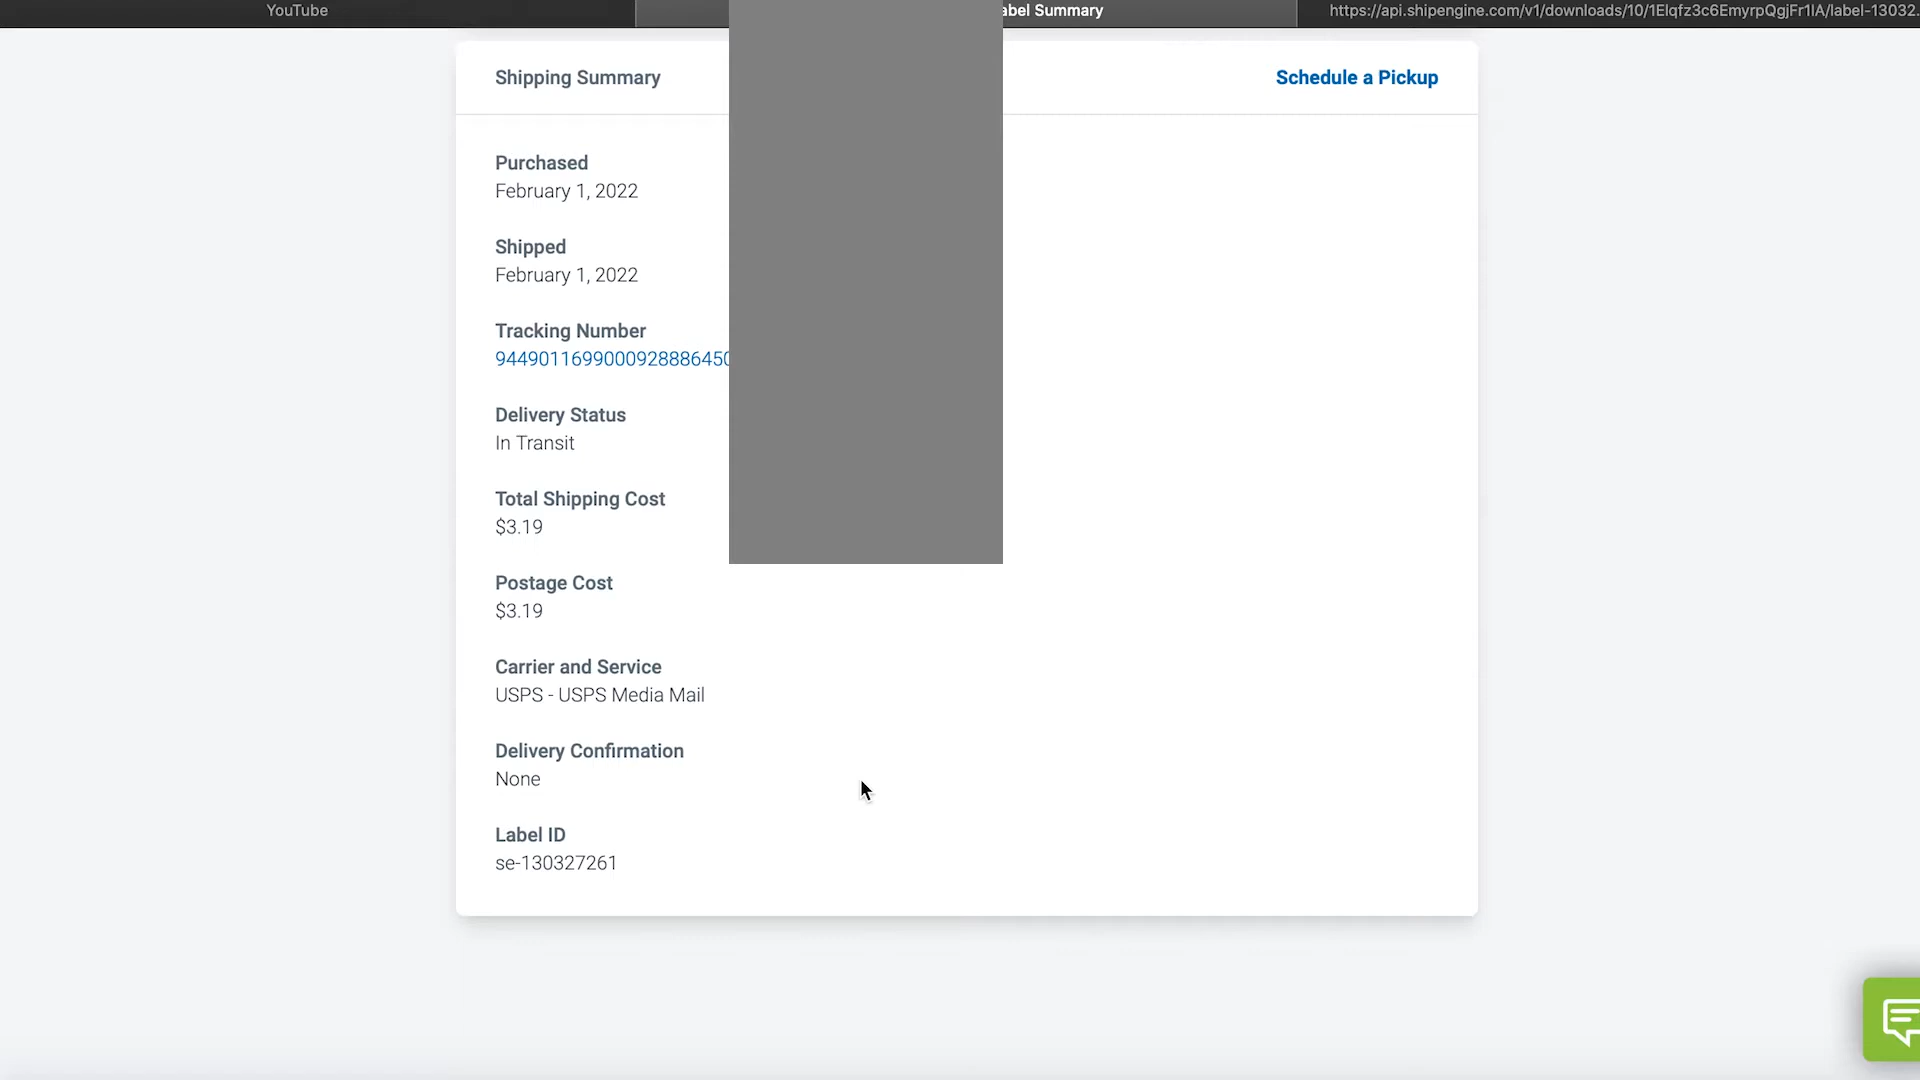 YouTube
Label Summary
https://api.shipengine.com/v1/downloads/10/1Elqfz3c6EmyrpQgjFr1lA/label-13032
Shipping Summary
Schedule a Pickup
Purchased
February 1, 2022
Shipped
February 1, 2022
Tracking Number
944901169900092888645
Delivery Status
In Transit
Total Shipping Cost
$3.19
Postage Cost
$3.19
Carrier and Service
USPS - USPS Media Mail
Delivery Confirmation
None
Label ID
se-130327261